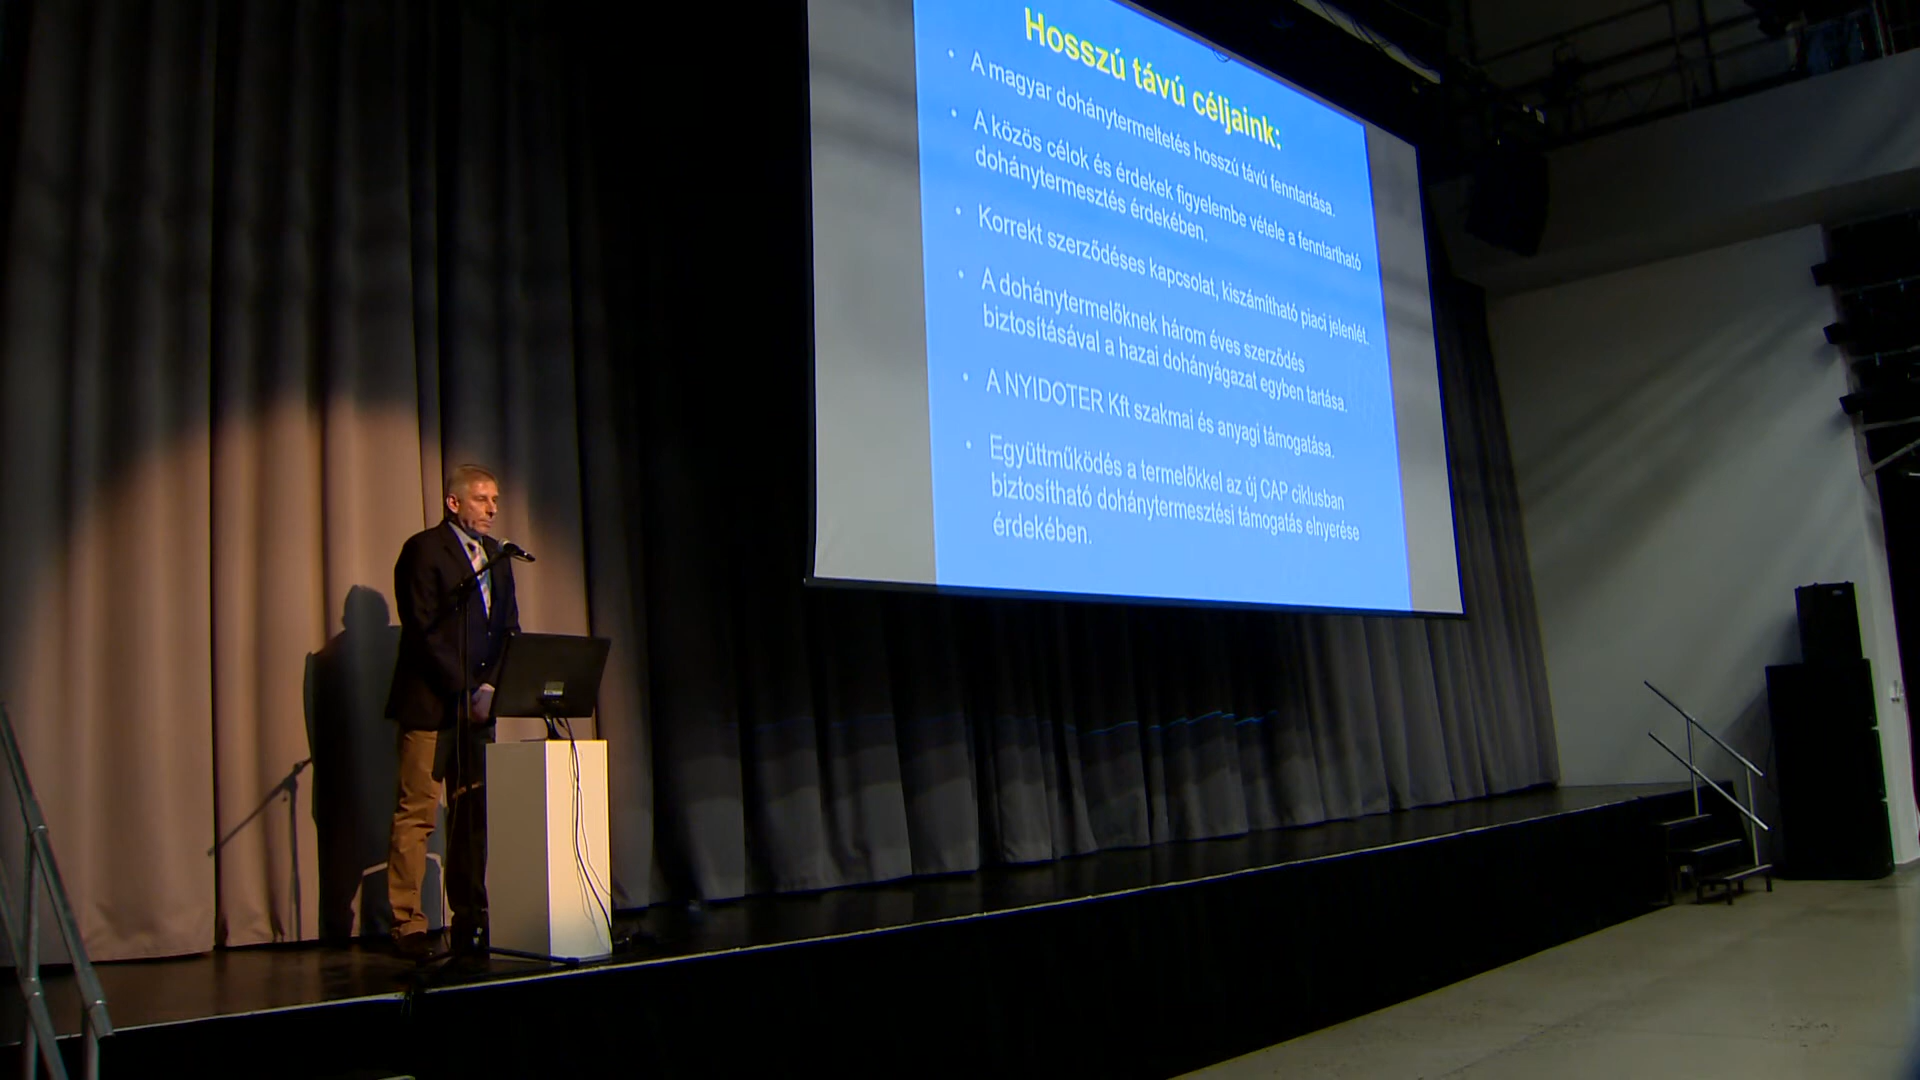 Hosszú távú céljaink:
• A magyar dohánytermeltetés hosszú távú fenntartása.
• A közös célok és érdekek figyelembe vétele a fenntartható
dohánytermesztés érdekében.
• Korrekt szerződéses kapcsolat, kiszámítható piaci jelenlét.
• A dohánytermelőknek három éves szerződés
biztosításával a hazai dohányágazat egyben tartása.
• A NYIDOTER Kft szakmai és anyagi támogatása.
• Együttműködés a termelőkkel az új CAP ciklusban
biztosítható dohánytermesztési támogatás elnyerése
érdekében.